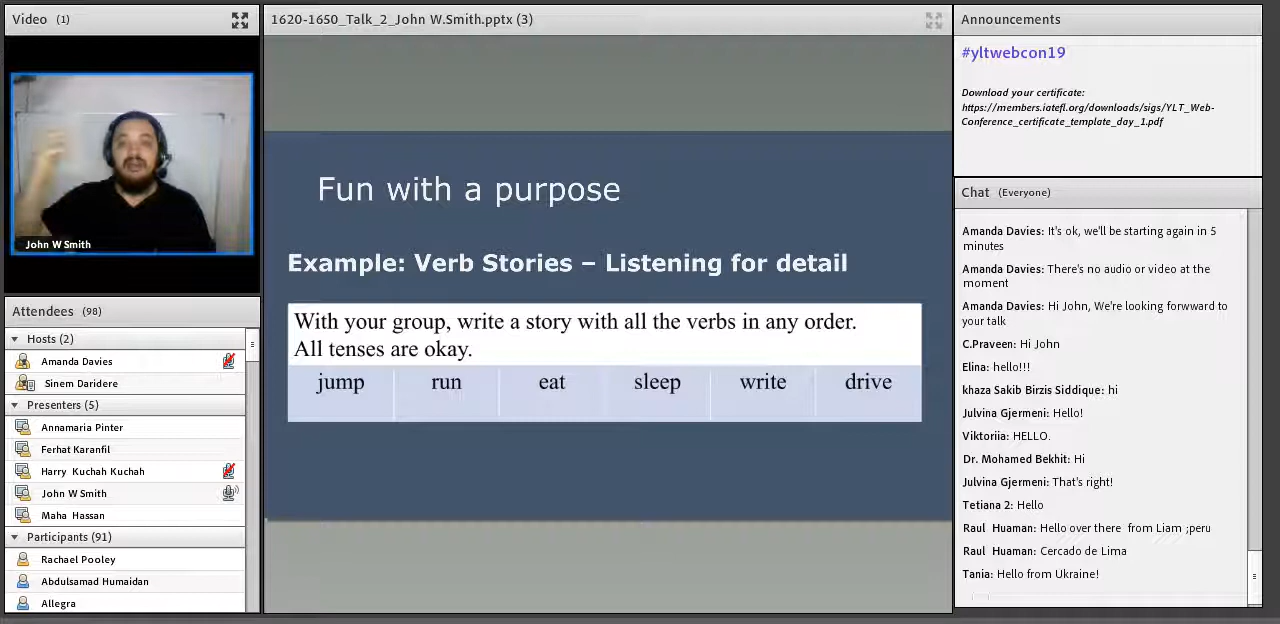 Video (1)
John W Smith
Attendees (98)
Hosts (2)
Amanda Davies
Sinem Daridere
Presenters (5)
Annamaria Pinter
Ferhat Karanfil
Harry Kuchah Kuchah
John W Smith
Maha Hassan
Participants (91)
Rachael Pooley
Abdulsamad Humaidan
Allegra
1620-1650_Talk_2_John W.Smith.pptx (3)
Fun with a purpose
Example: Verb Stories – Listening for detail
With your group, write a story with all the verbs in any order.
All tenses are okay.
jump run eat sleep write drive
Announcements
#yltwebcon19
Download your certificate:
https://members.iatefl.org/downloads/sigs/YLT_Web-
Conference_certificate_template_day_1.pdf
Chat (Everyone)
Amanda Davies: It's ok, we'll be starting again in 5
minutes
Amanda Davies: There's no audio or video at the
moment
Amanda Davies: Hi John, We're looking forwward to
your talk
C.Praveen: Hi John
Elina: hello!!!
khaza Sakib Birzis Siddique: hi
Julvina Gjermeni: Hello!
Viktoriia: HELLO.
Dr. Mohamed Bekhit: Hi
Julvina Gjermeni: That's right!
Tetiana 2: Hello
Raul Huaman: Hello over there from Liam ;peru
Raul Huaman: Cercado de Lima
Tania: Hello from Ukraine!